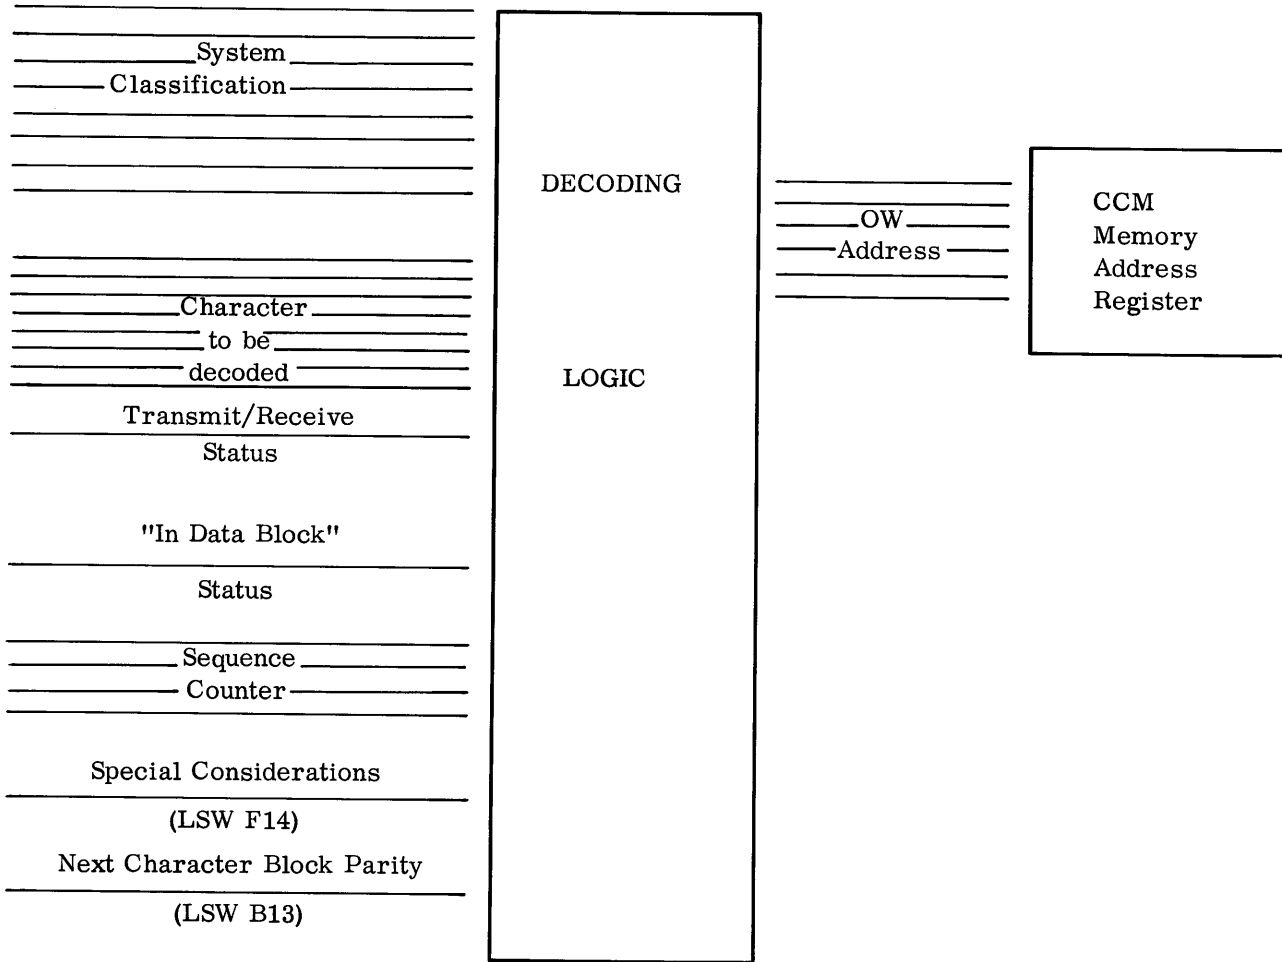 System
Classification
Character
to be
decoded
Transmit/Receive
Status
"In Data Block"
Status
Sequence
Counter
Special Considerations
(LSW F14)
Next Character Block Parity
(LSW B13)
DECODING
LOGIC
OW
Address
CCM
Memory
Address
Register